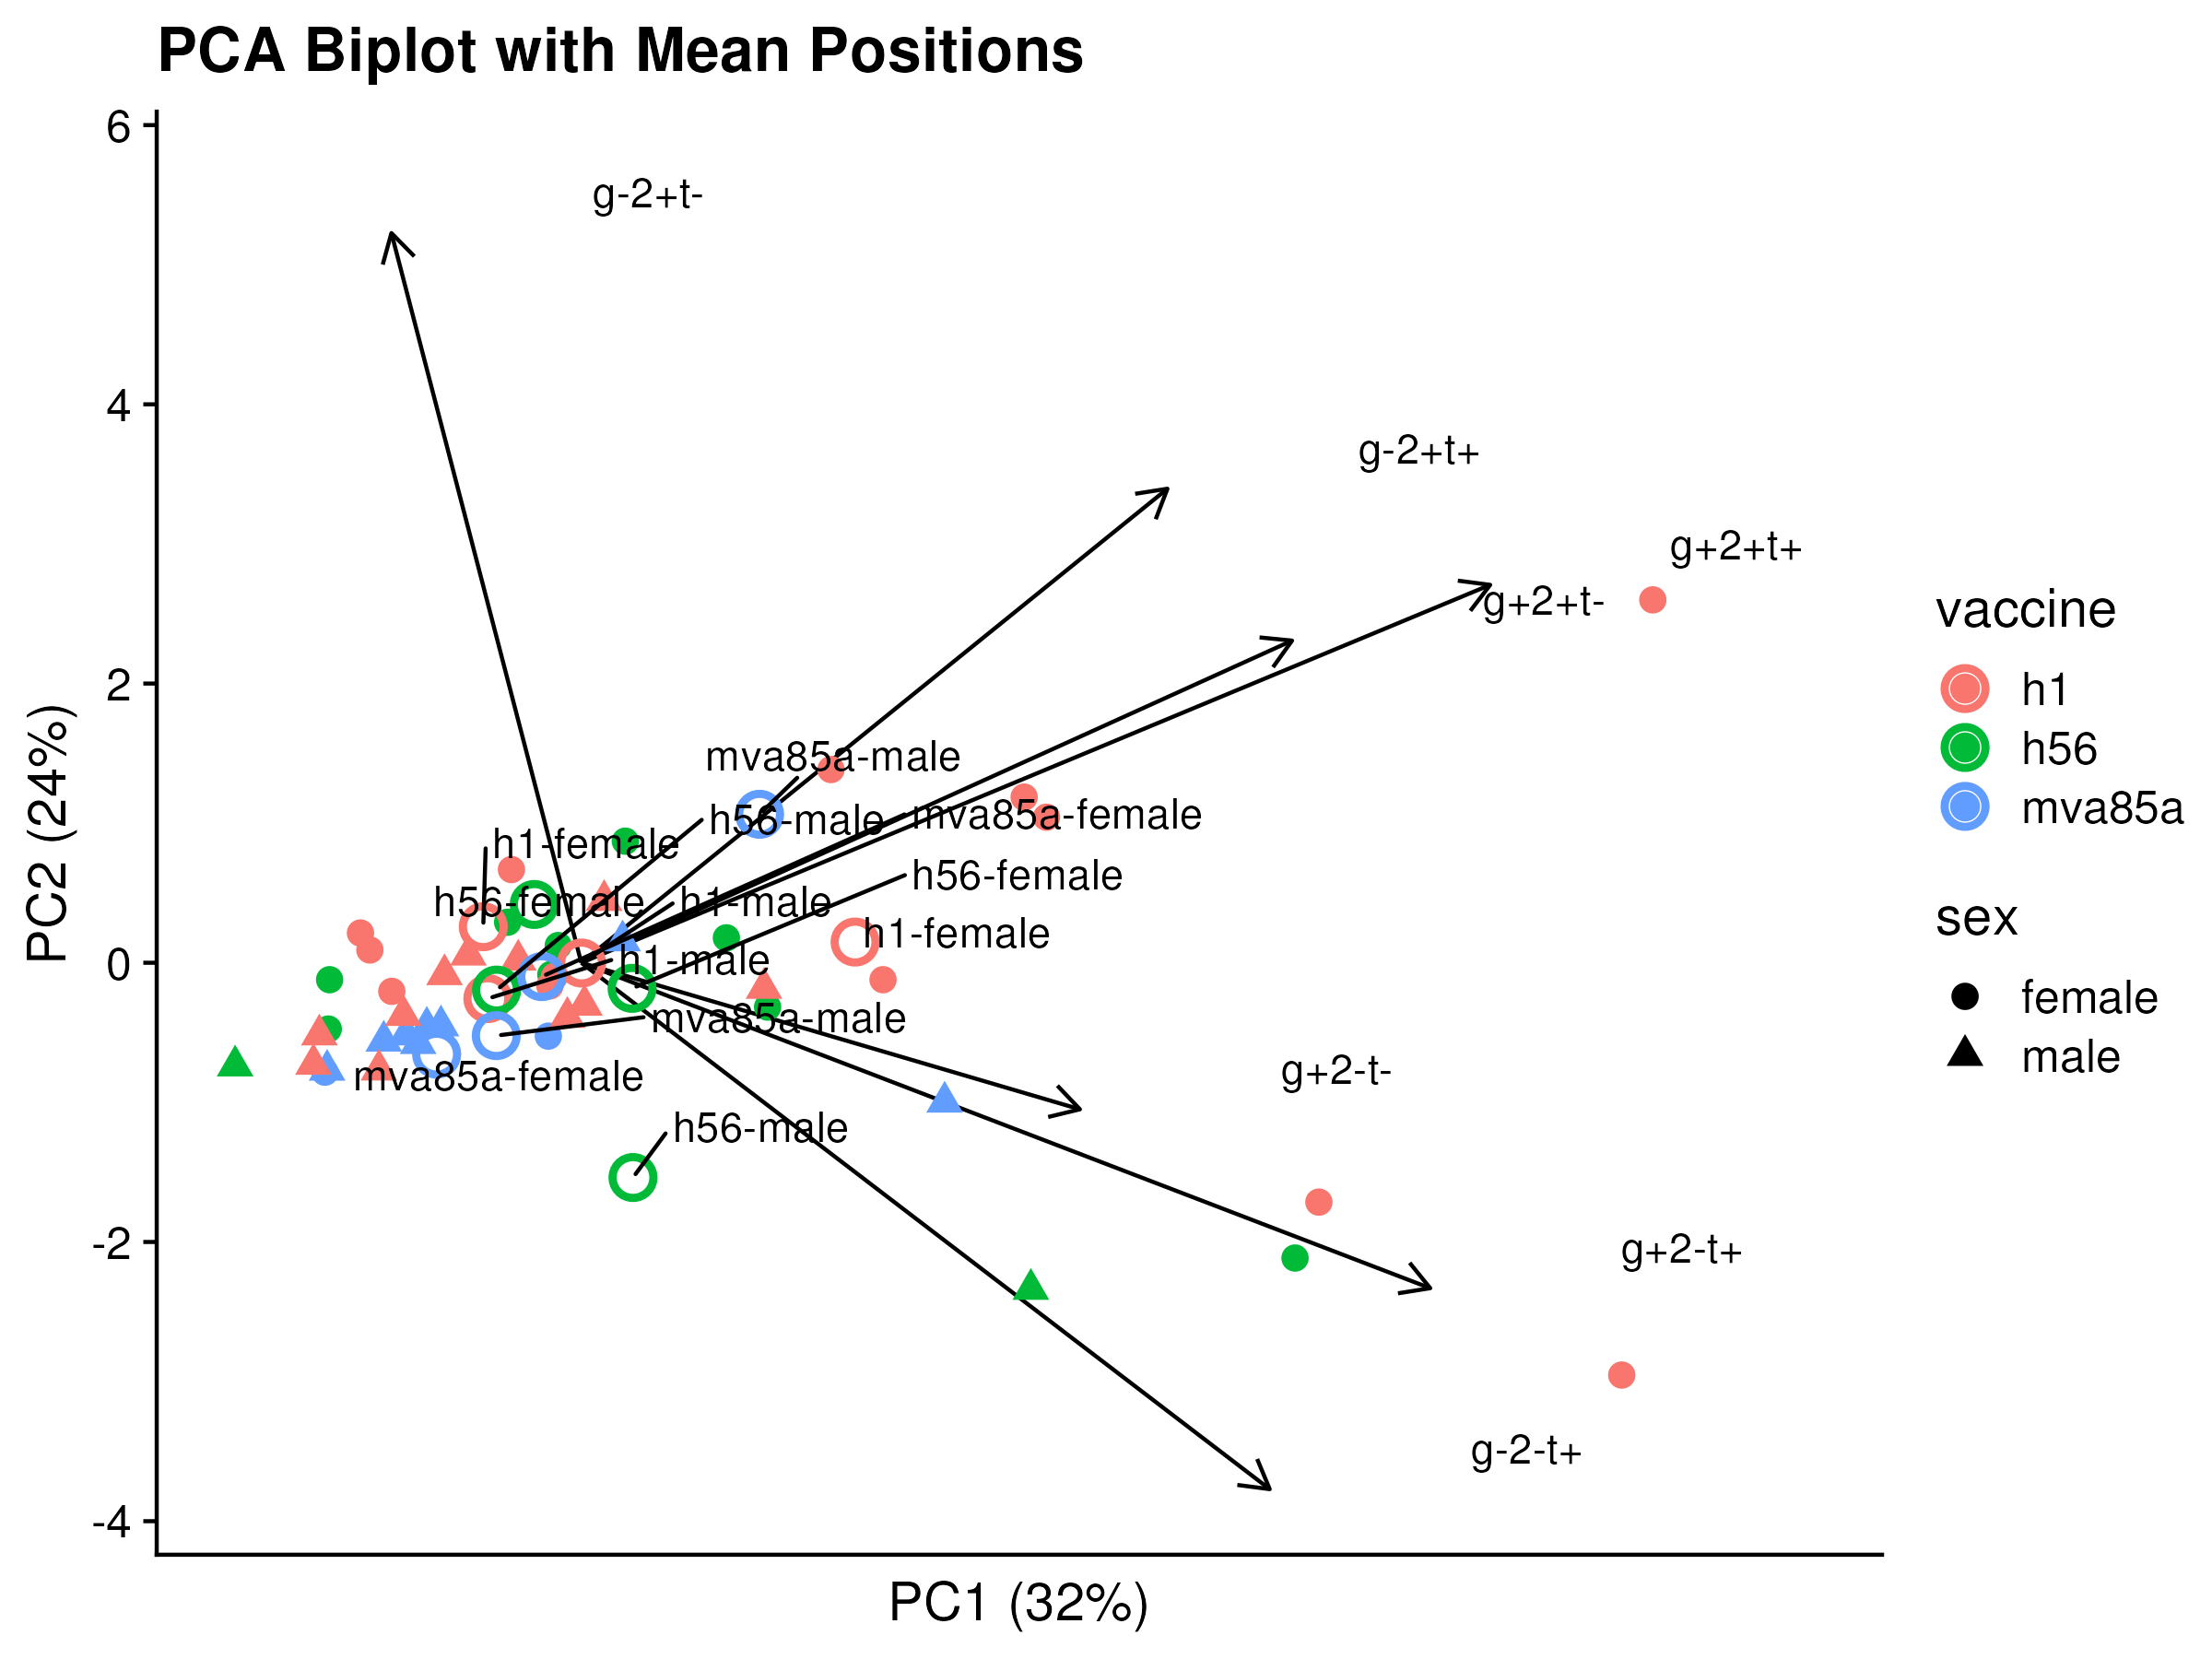 PCA Biplot with Mean Positions
6
g-2+t-
4
g-2+t+
g+2+t+
g+2+t-
2
mva85a-male
h56-male
mva85a-female
h1-female
h56-female
h56-female
h1-male
h1-female
0
h1-male
mva85a-male
mva85a-female
g+2-t-
h56-male
-2
g+2-t+
g-2-t+
-4
PC2 (24%)
PC1 (32%)
vaccine
h1
h56
mva85a
sex
female
male